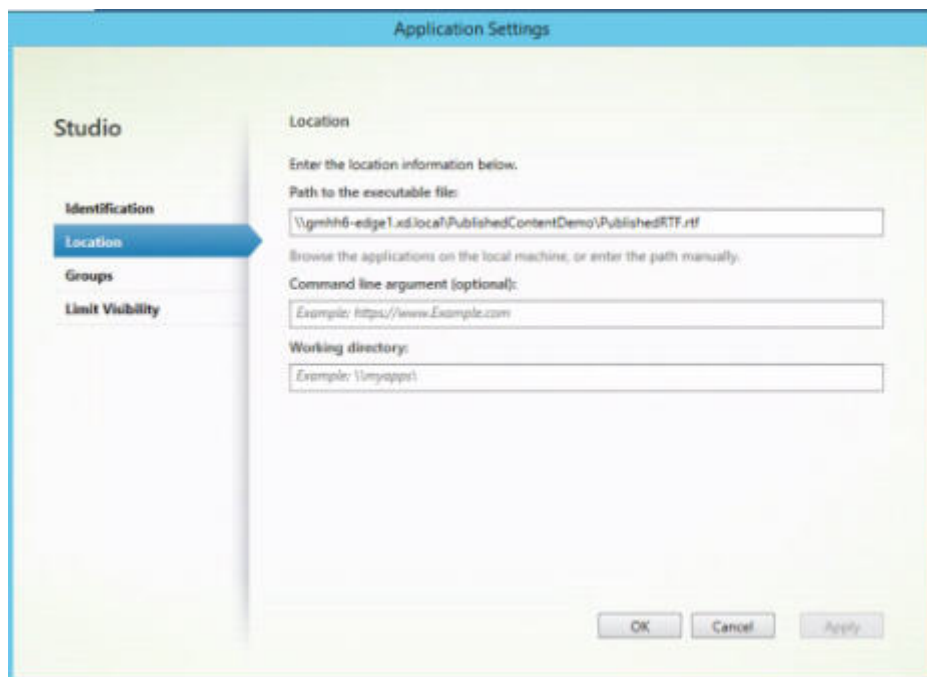 Application Settings
Studio
Identification
Location
Groups
Limit Visibility
Location
Enter the location information below.
Path to the executable file:
\\gmhh6-edge1.xd.local\PublishedContentDemo\PublishedRTF.rtf
Browse the applications on the local machine, or enter the path manually.
Command line argument (optional):
Example: https://www.Example.com
Working directory:
Example: \\myapps\
OK
Cancel
Apply